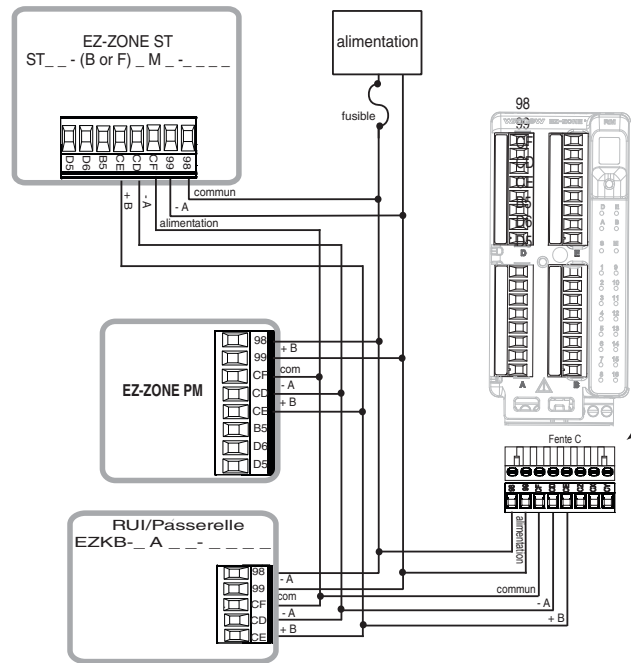 EZ-ZONE ST
ST_ _ - (B or F) _ M _ -_ _ _ _
D5 D6 B5 CE CD CF 99 98
+ B
- A
commun
- A
alimentation
alimentation
fusible
EZ-ZONE PM
98
99
CF
CD
CE
B5
D6
D5
+ B
com
- A
+ B
RUI/Passerelle
EZKB-_ A _ _-_ _ _ _
98
99
CF
CD
CE
- A
com
- A
+ B
98
99
CF
CD
CE
B5
D6
D5
D
E
A
B
Fente C
alimentation
commun
- A
+ B